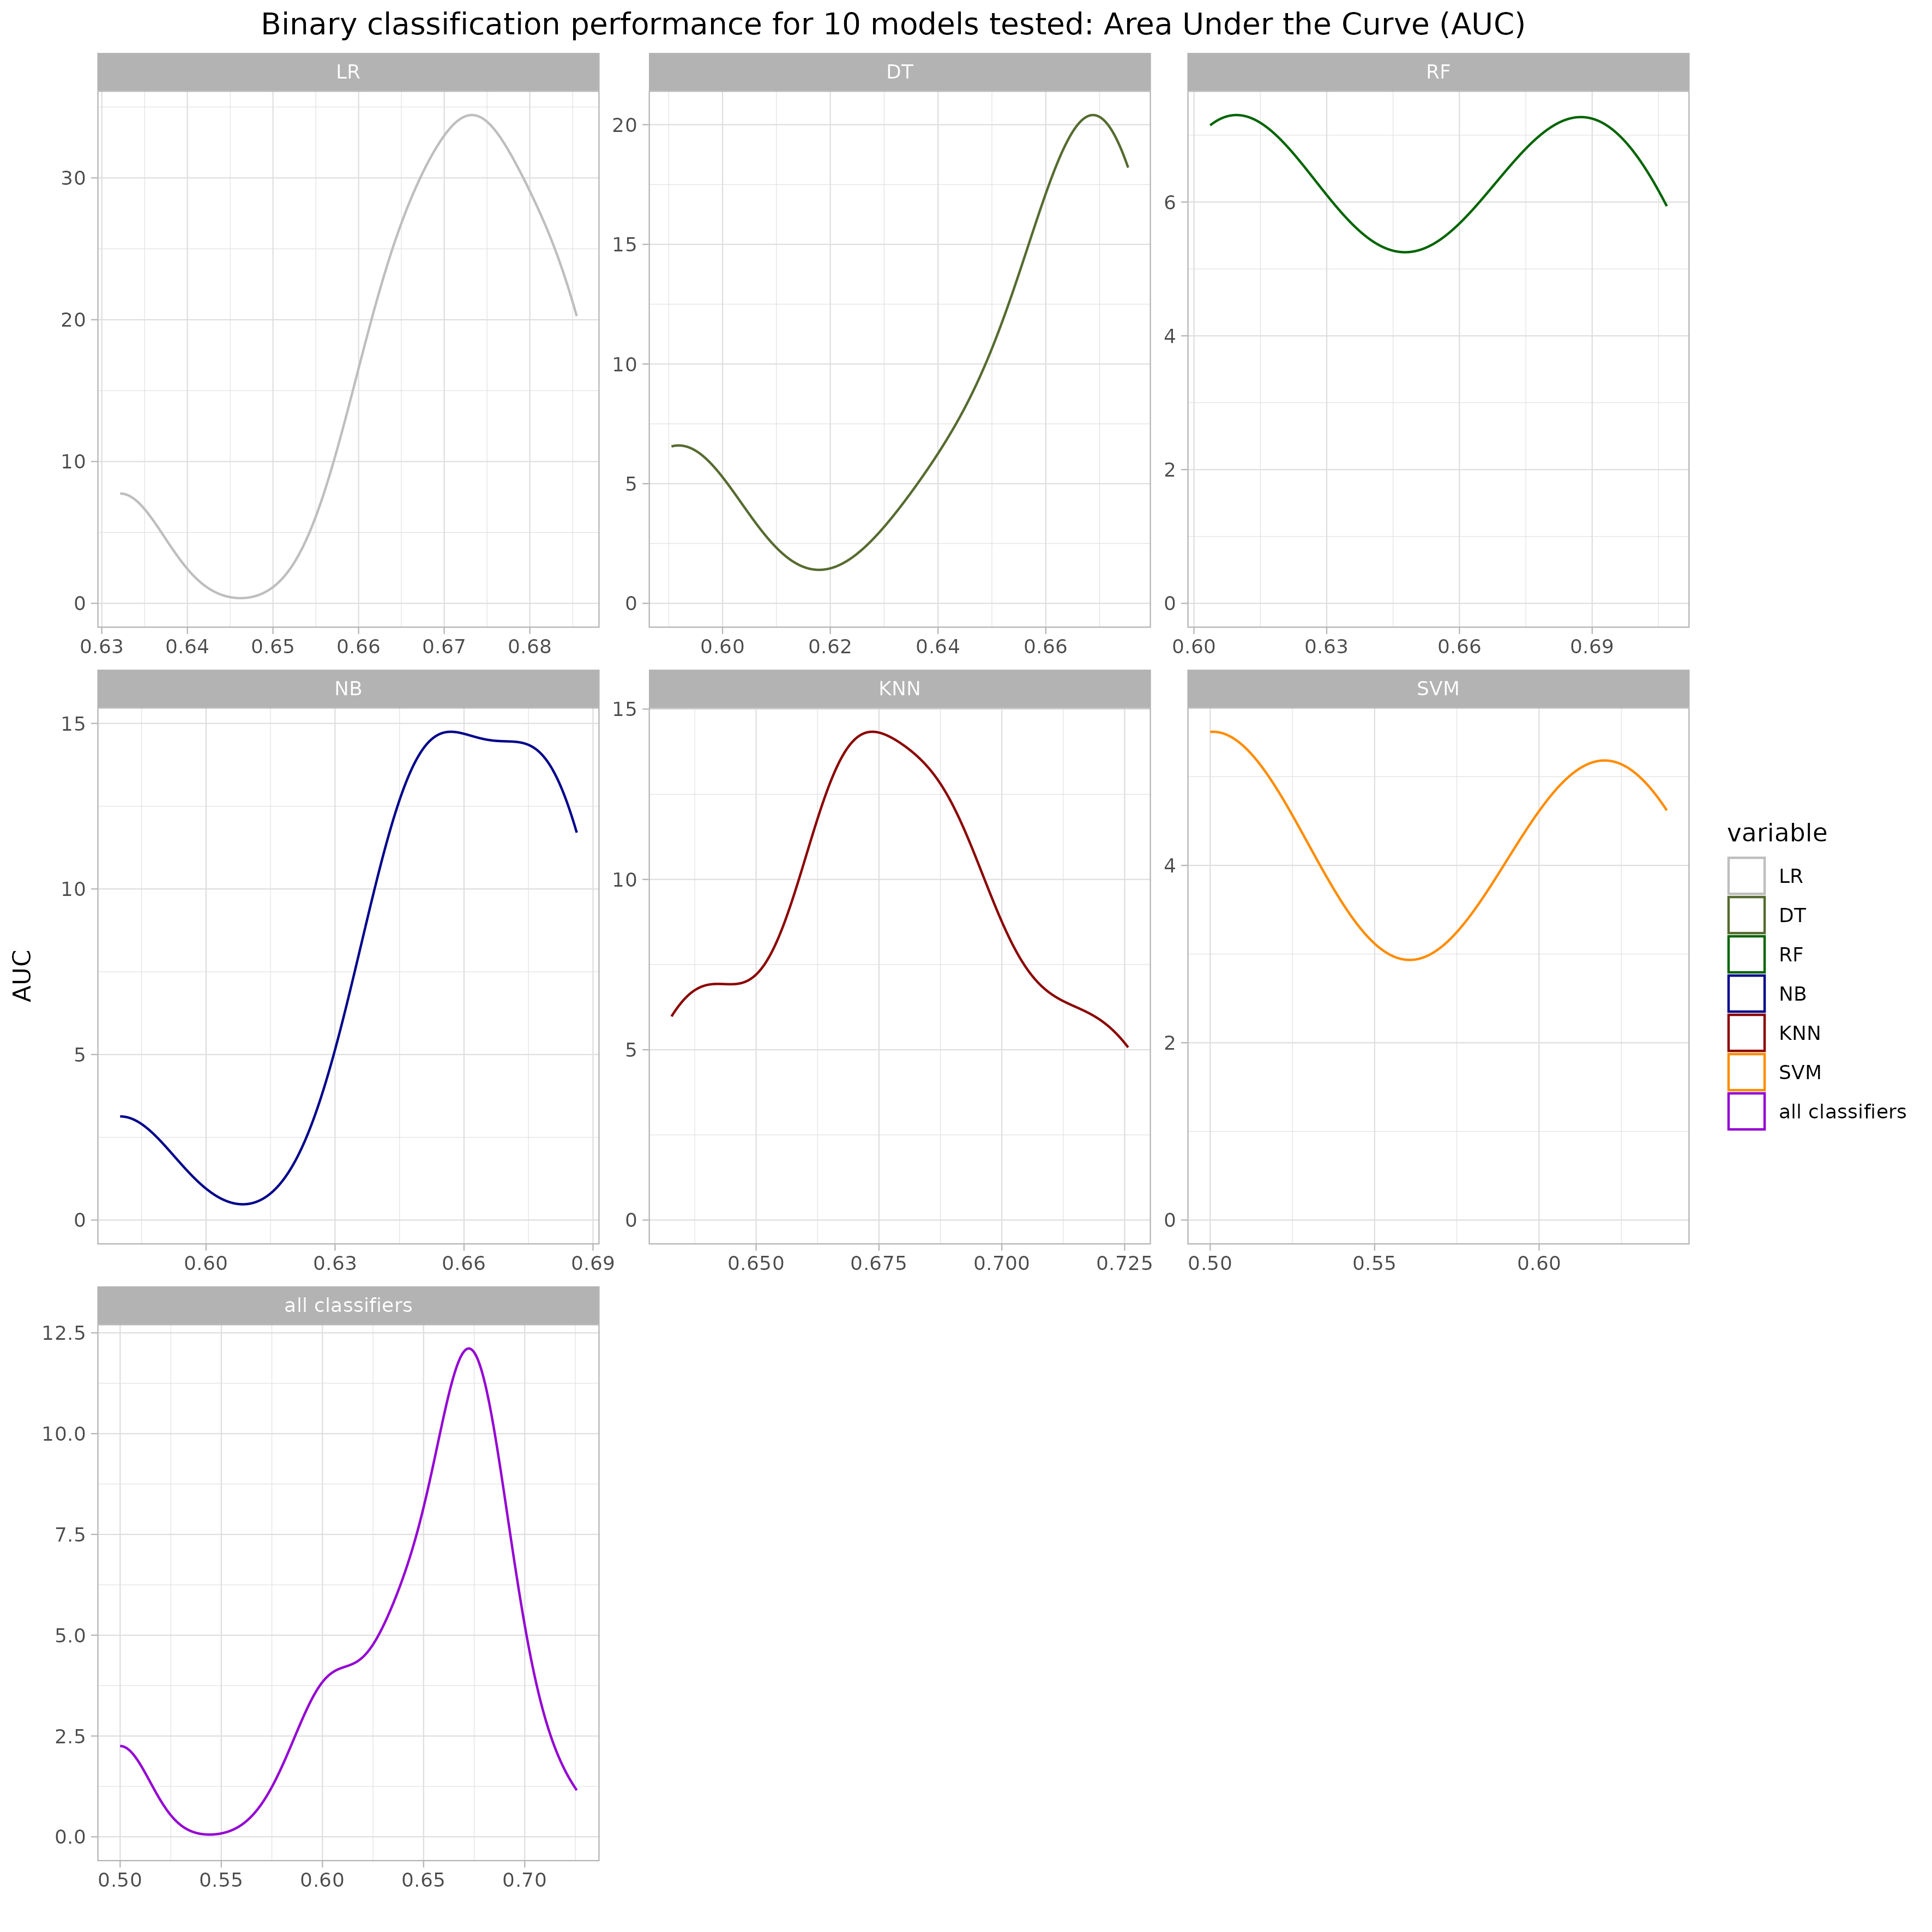 Binary classification performance for 10 models tested: Area Under the Curve (AUC)
LR
DT
RF
30
20
10
0
0.63 0.64 0.65 0.66 0.67 0.68
20
15
10
5
0
0.60 0.62 0.64 0.66
6
4
2
0
0.60 0.63 0.66 0.69
NB
KNN
SVM
15
10
5
0
0.60 0.63 0.66 0.69
15
10
5
0
0.650 0.675 0.700 0.725
4
2
0
0.50 0.55 0.60
all classifiers
12.5
10.0
7.5
5.0
2.5
0.0
0.50 0.55 0.60 0.65 0.70
AUC
variable
LR
DT
RF
NB
KNN
SVM
all classifiers